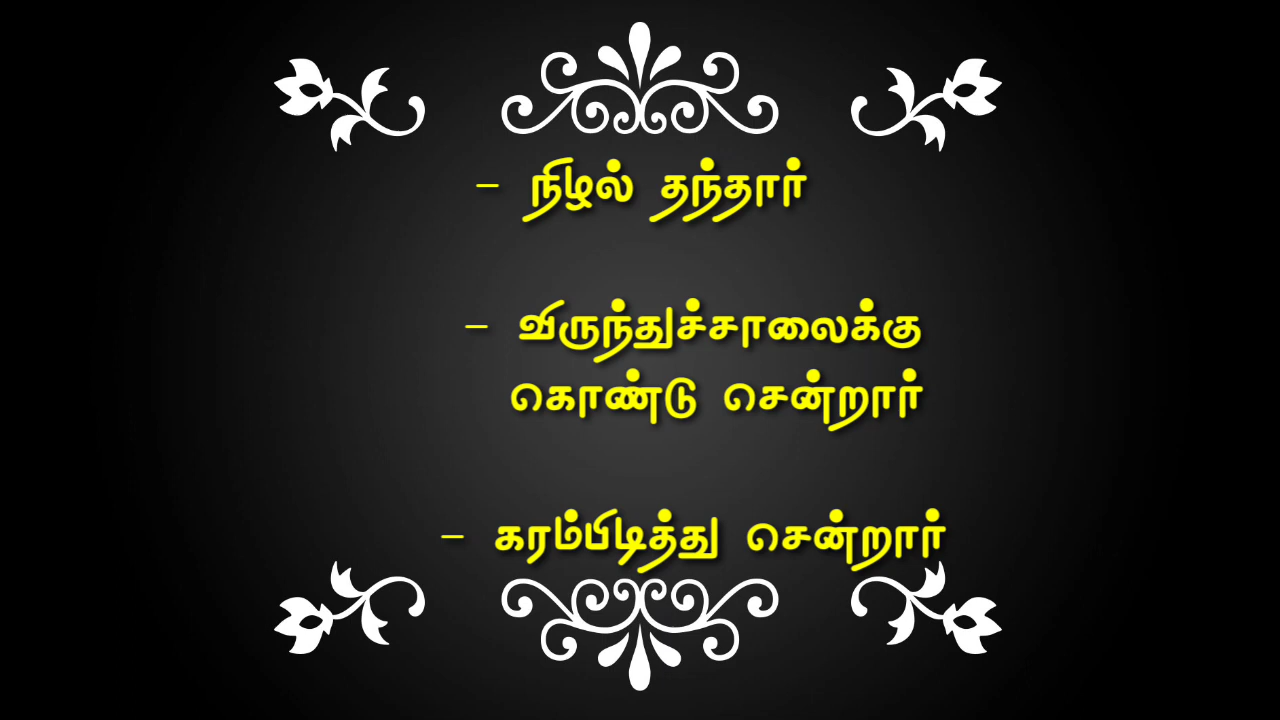 - நிழல் தந்தார்
- விருந்துச்சாலைக்கு
கொண்டு சென்றார்
- கரம்பிடித்து சென்றார்